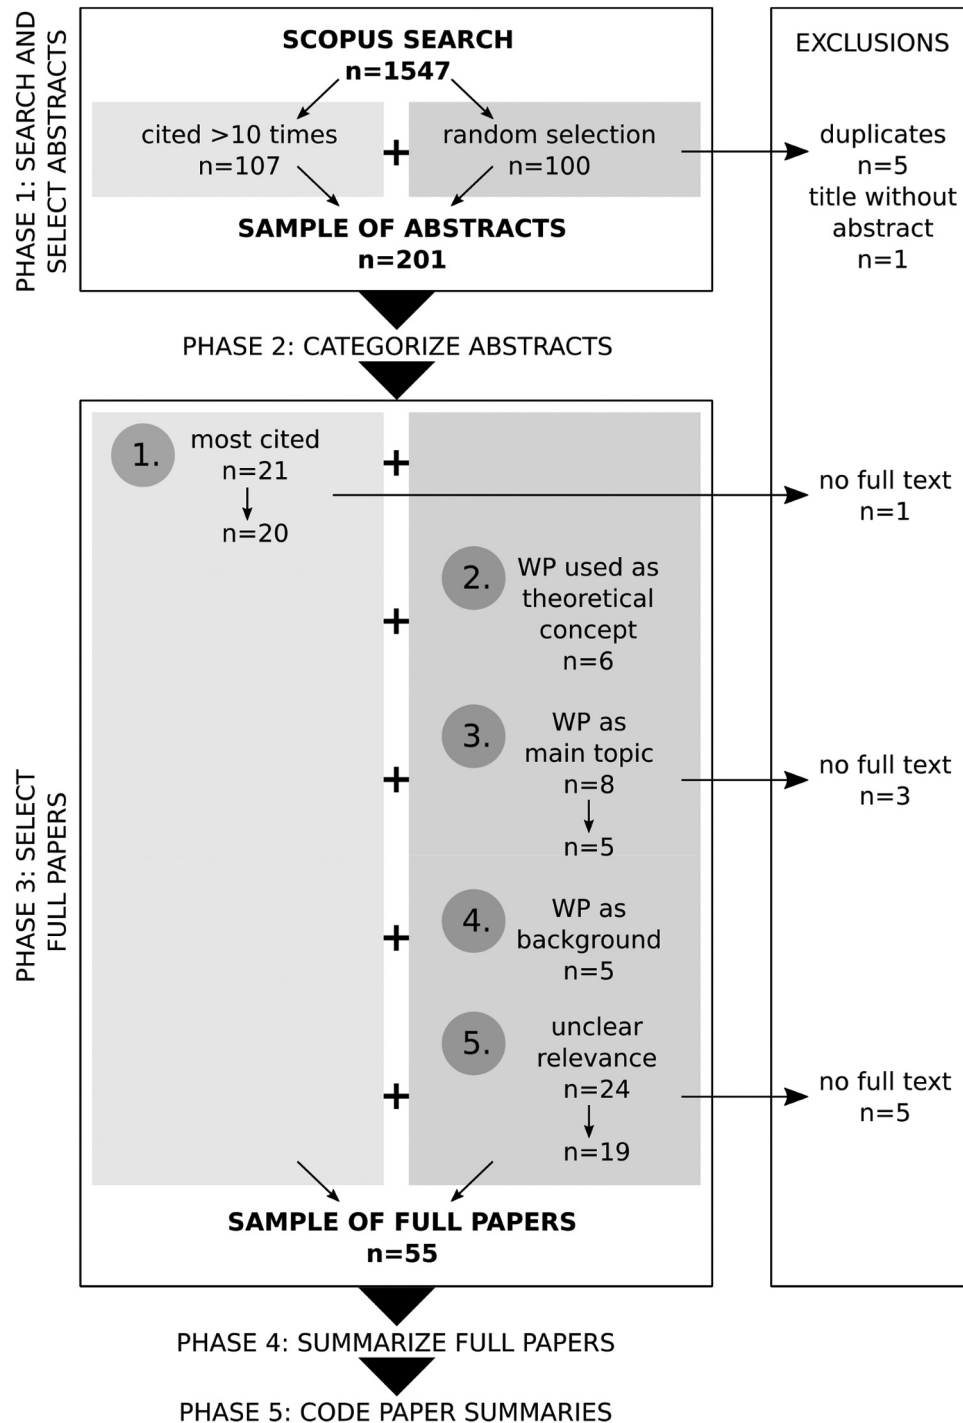 PHASE 1: SEARCH AND
SELECT ABSTRACTS
SCOPUS SEARCH
n=1547
cited >10 times
n=107
+
random selection
n=100
SAMPLE OF ABSTRACTS
n=201
EXCLUSIONS
duplicates
n=5
title without
abstract
n=1
PHASE 2: CATEGORIZE ABSTRACTS
PHASE 3: SELECT
FULL PAPERS
1.
most cited
n=21
n=20
+
no full text
n=1
2.
WP used as
theoretical
concept
n=6
+
3.
WP as
main topic
n=8
n=5
+
no full text
n=3
4.
WP as
background
n=5
+
5.
unclear
relevance
n=24
n=19
+
no full text
n=5
SAMPLE OF FULL PAPERS
n=55
PHASE 4: SUMMARIZE FULL PAPERS
PHASE 5: CODE PAPER SUMMARIES